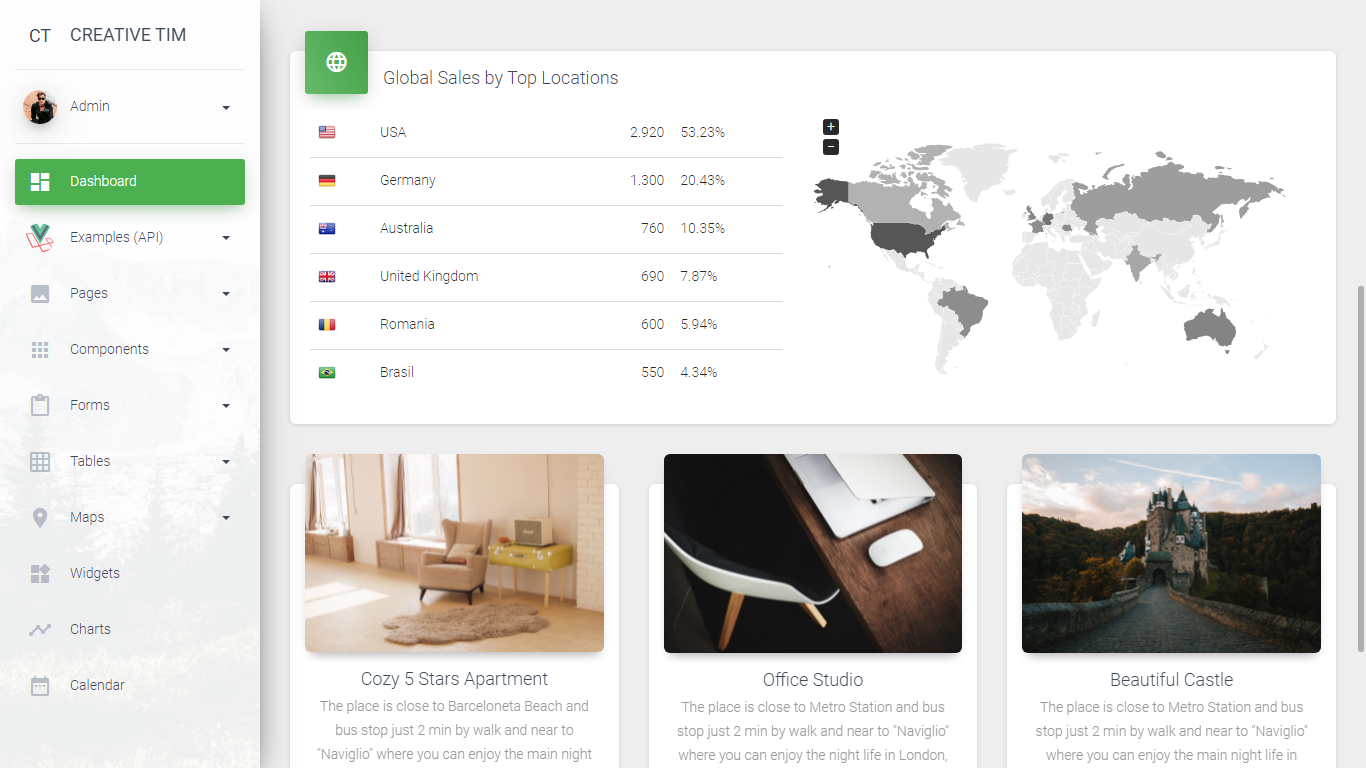 CT CREATIVE TIM
Admin
Dashboard
Examples (API)
Pages
Components
Forms
Tables
Maps
Widgets
Charts
Calendar
Global Sales by Top Locations
USA 2.920 53.23%
Germany 1.300 20.43%
Australia 760 10.35%
United Kingdom 690 7.87%
Romania 600 5.94%
Brasil 550 4.34%
+
−
Cozy 5 Stars Apartment
The place is close to Barceloneta Beach and
bus stop just 2 min by walk and near to
"Naviglio" where you can enjoy the main night
Office Studio
The place is close to Metro Station and bus
stop just 2 min by walk and near to "Naviglio"
where you can enjoy the night life in London,
Beautiful Castle
The place is close to Metro Station and bus
stop just 2 min by walk and near to "Naviglio"
where you can enjoy the main night life in